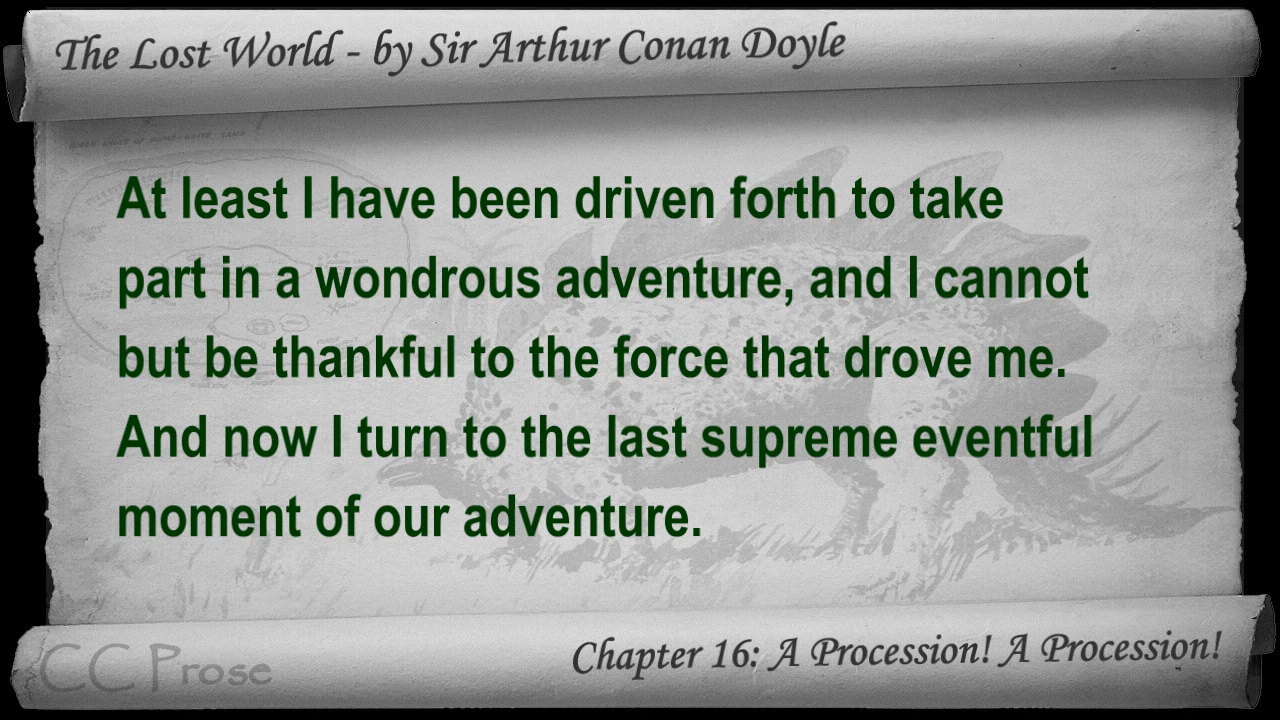 The Lost World - by Sir Arthur Conan Doyle
At least I have been driven forth to take
part in a wondrous adventure, and I cannot
but be thankful to the force that drove me.
And now I turn to the last supreme eventful
moment of our adventure.
CC Prose
Chapter 16: A Procession! A Procession!